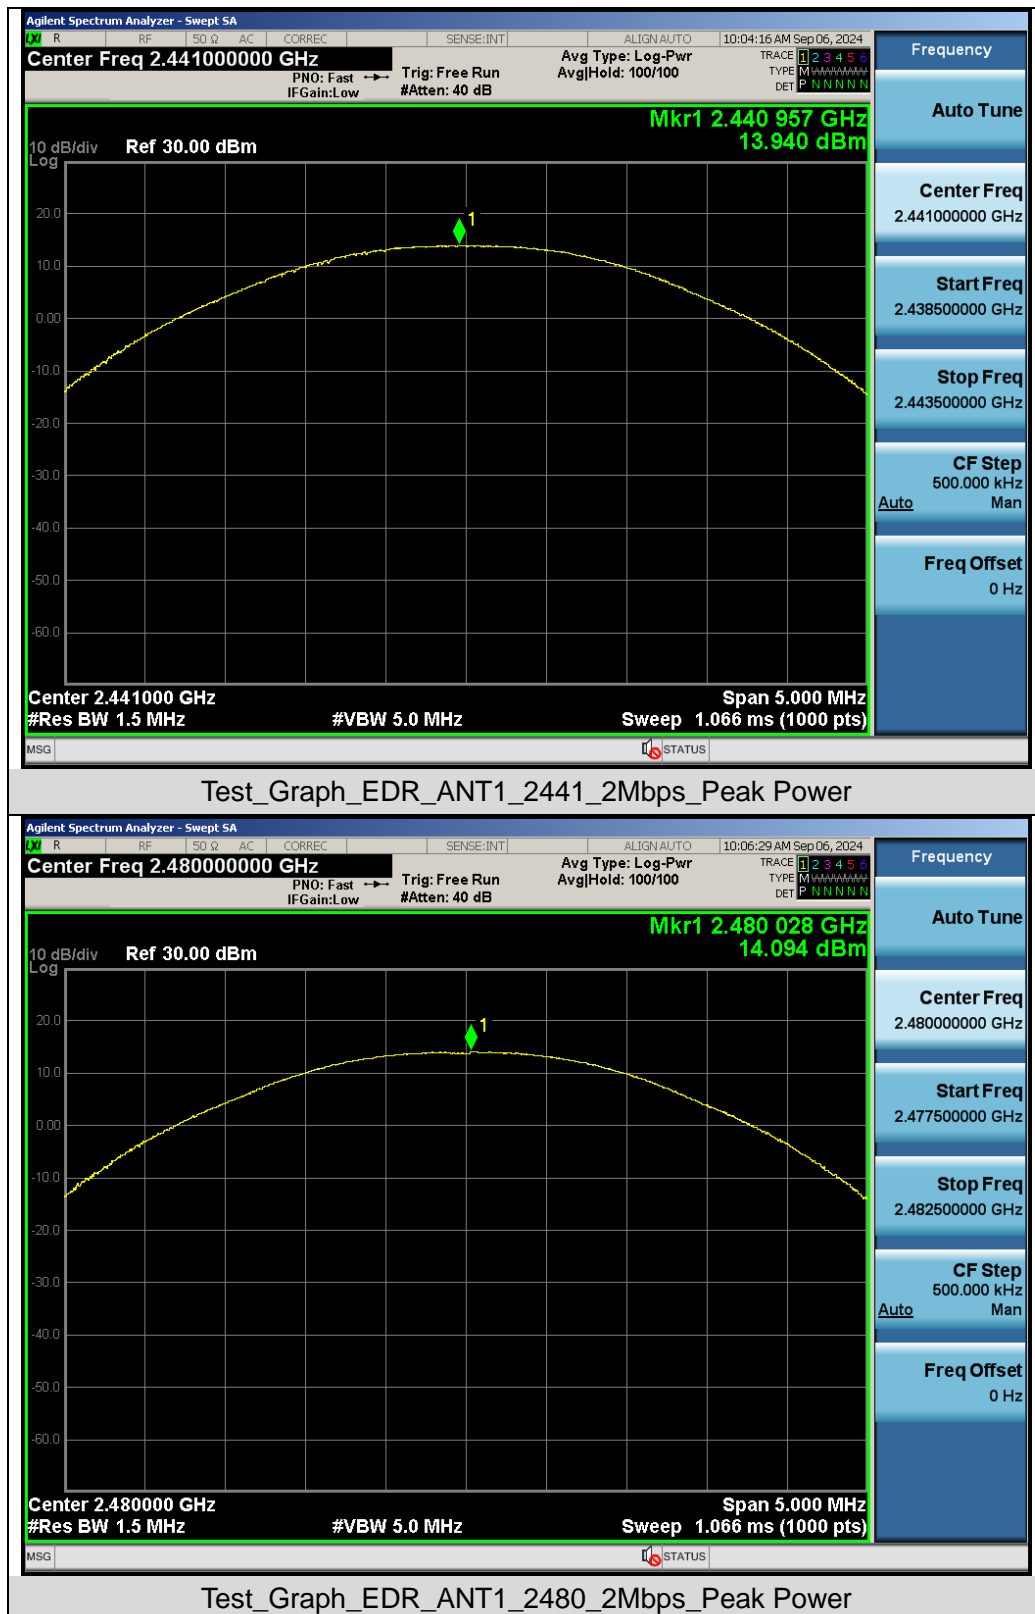 Agilent Spectrum Analyzer - Swept SA
LXI R RF 50 Ω AC CORREC SENSE:INT ALIGN AUTO 10:04:16 AM Sep 06, 2024
Center Freq 2.441000000 GHz
PNO: Fast
IFGain:Low
Trig: Free Run
#Atten: 40 dB
Avg Type: Log-Pwr
Avg|Hold: 100/100
TRACE 1 2 3 4 5 6
TYPE M
DET P N N N N N
Mkr1 2.440 957 GHz
13.940 dBm
10 dB/div Ref 30.00 dBm
Log
1
20.0
10.0
0.00
-10.0
-20.0
-30.0
-40.0
-50.0
-60.0
Center 2.441000 GHz Span 5.000 MHz
#Res BW 1.5 MHz #VBW 5.0 MHz Sweep 1.066 ms (1000 pts)
MSG STATUS
Frequency
Auto Tune
Center Freq
2.441000000 GHz
Start Freq
2.438500000 GHz
Stop Freq
2.443500000 GHz
CF Step
500.000 kHz
Auto Man
Freq Offset
0 Hz
Test_Graph_EDR_ANT1_2441_2Mbps_Peak Power
Agilent Spectrum Analyzer - Swept SA
LXI R RF 50 Ω AC CORREC SENSE:INT ALIGN AUTO 10:06:29 AM Sep 06, 2024
Center Freq 2.480000000 GHz
PNO: Fast
IFGain:Low
Trig: Free Run
#Atten: 40 dB
Avg Type: Log-Pwr
Avg|Hold: 100/100
TRACE 1 2 3 4 5 6
TYPE M
DET P N N N N N
Mkr1 2.480 028 GHz
14.094 dBm
10 dB/div Ref 30.00 dBm
Log
1
20.0
10.0
0.00
-10.0
-20.0
-30.0
-40.0
-50.0
-60.0
Center 2.480000 GHz Span 5.000 MHz
#Res BW 1.5 MHz #VBW 5.0 MHz Sweep 1.066 ms (1000 pts)
MSG STATUS
Frequency
Auto Tune
Center Freq
2.480000000 GHz
Start Freq
2.477500000 GHz
Stop Freq
2.482500000 GHz
CF Step
500.000 kHz
Auto Man
Freq Offset
0 Hz
Test_Graph_EDR_ANT1_2480_2Mbps_Peak Power